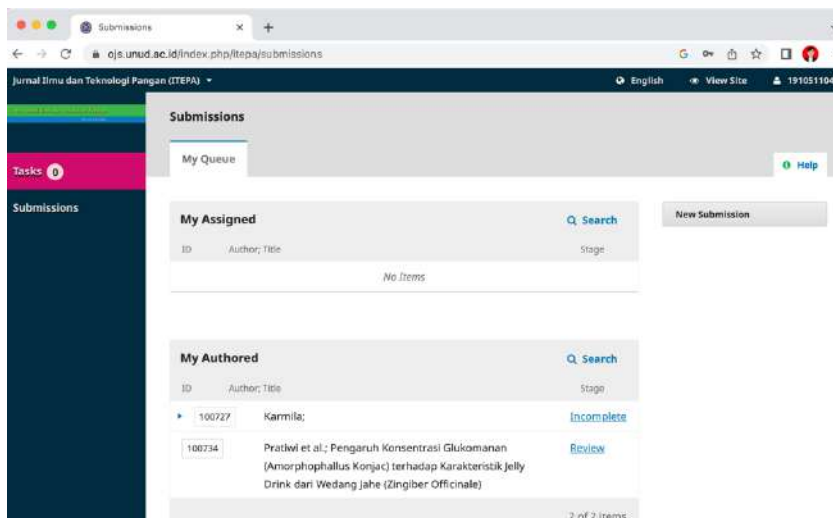 Submissions
ojs.unud.ac.id/index.php/itepa/submissions
Jurnal Ilmu dan Teknologi Pangan (ITEPA)
English
View Site
191051104
Submissions
My Queue
Help
Tasks 0
Submissions
My Assigned
Search
New Submission
ID Author; Title Stage
No Items
My Authored
Search
ID Author; Title Stage
100727 Karmila; Incomplete
100734 Pratiwi et al.; Pengaruh Konsentrasi Glukomanan Review
(Amorphophallus Konjac) terhadap Karakteristik Jelly
Drink dari Wedang Jahe (Zingiber Officinale)
2 of 2 items